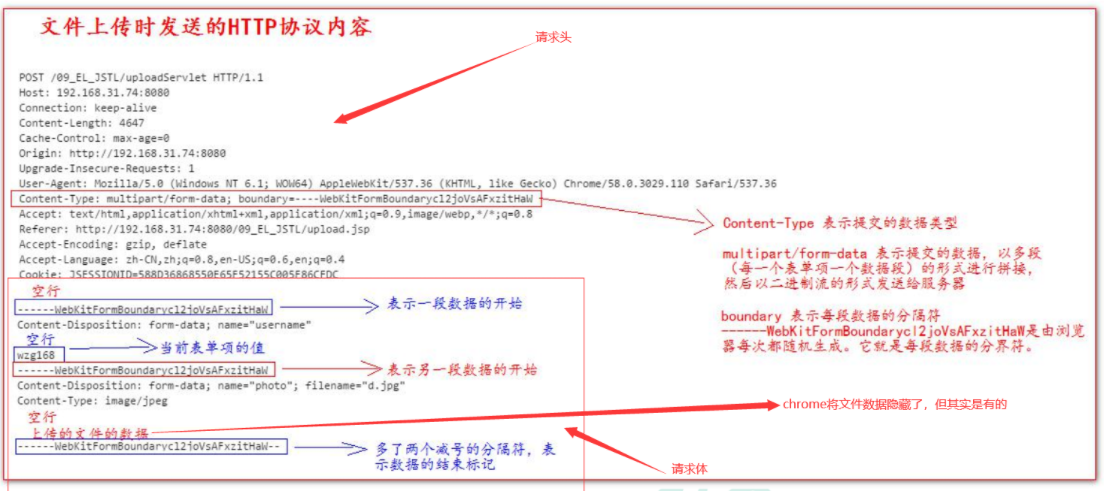 文件上传时发送的HTTP协议内容
请求头
POST /09_EL_JSTL/uploadServlet HTTP/1.1
Host: 192.168.31.74:8080
Connection: keep-alive
Content-Length: 4647
Cache-Control: max-age=0
Origin: http://192.168.31.74:8080
Upgrade-Insecure-Requests: 1
User-Agent: Mozilla/5.0 (Windows NT 6.1; WOW64) AppleWebKit/537.36 (KHTML, like Gecko) Chrome/58.0.3029.110 Safari/537.36
Content-Type: multipart/form-data; boundary=----WebKitFormBoundarycl2joVsAFxzitHaW
Accept: text/html,application/xhtml+xml,application/xml;q=0.9,image/webp,*/*;q=0.8
Referer: http://192.168.31.74:8080/09_EL_JSTL/upload.jsp
Accept-Encoding: gzip, deflate
Accept-Language: zh-CN,zh;q=0.8,en-US;q=0.6,en;q=0.4
Cookie: JSESSIONID=588D36868550E65F52155C005F86CFDC
Content-Type 表示提交的数据类型
multipart/form-data 表示提交的数据，以多段
（每一个表单项一个数据段）的形式进行拼接，
然后以二进制流的形式发送给服务器
boundary 表示每段数据的分隔符
------WebKitFormBoundarycl2joVsAFxzitHaW是由浏览
器每次都随机生成。它就是每段数据的分界符。
空行
------WebKitFormBoundarycl2joVsAFxzitHaW
表示一段数据的开始
Content-Disposition: form-data; name="username"
空行
当前表单项的值
wzg168
------WebKitFormBoundarycl2joVsAFxzitHaW
表示另一段数据的开始
Content-Disposition: form-data; name="photo"; filename="d.jpg"
Content-Type: image/jpeg
chrome将文件数据隐藏了，但其实是有的
空行
上传的文件的数据
------WebKitFormBoundarycl2joVsAFxzitHaW--
多了两个减号的分隔符，表
示数据的结束标记
请求体